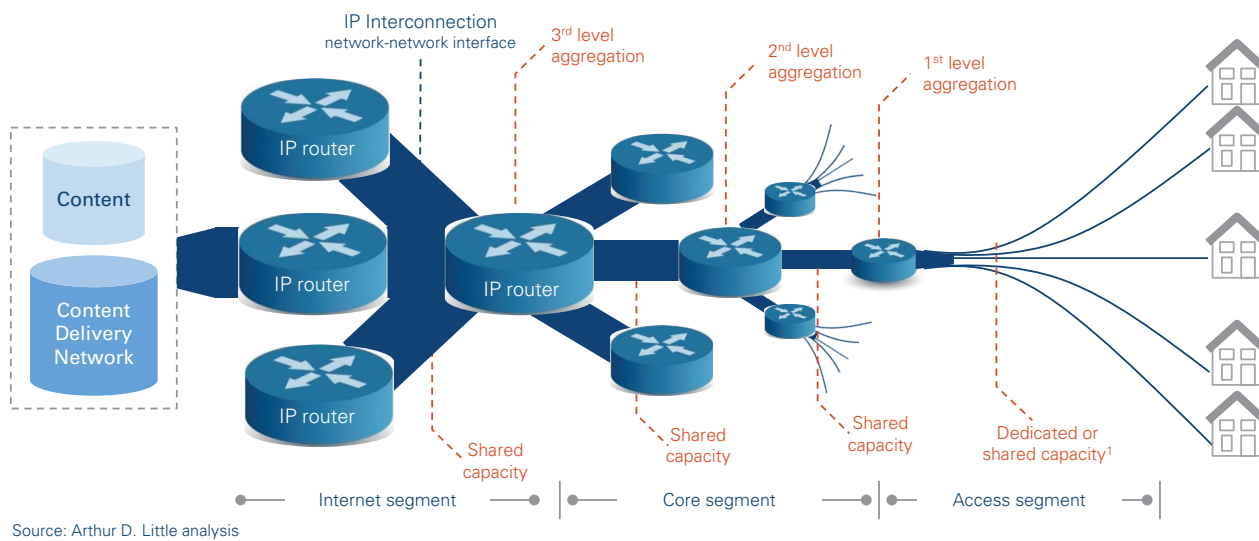 IP Interconnection
network-network interface
3rd level
aggregation
2nd level
aggregation
1st level
aggregation
IP router
Content
IP router
IP router
Content
Delivery
Network
IP router
Shared
capacity
Shared
capacity
Shared
capacity
Dedicated or
shared capacity1
Internet segment
Core segment
Access segment
Source: Arthur D. Little analysis